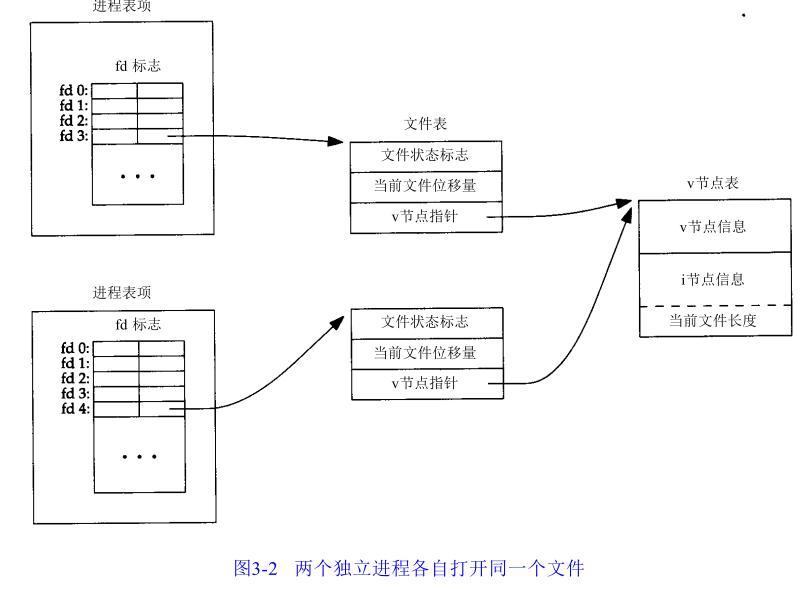 进程表项
fd 标志
fd 0:
fd 1:
fd 2:
fd 3:
文件表
文件状态标志
当前文件位移量
v节点指针
v节点表
v节点信息
i节点信息
当前文件长度
进程表项
fd 标志
fd 0:
fd 1:
fd 2:
fd 3:
fd 4:
文件状态标志
当前文件位移量
v节点指针
图3-2 两个独立进程各自打开同一个文件